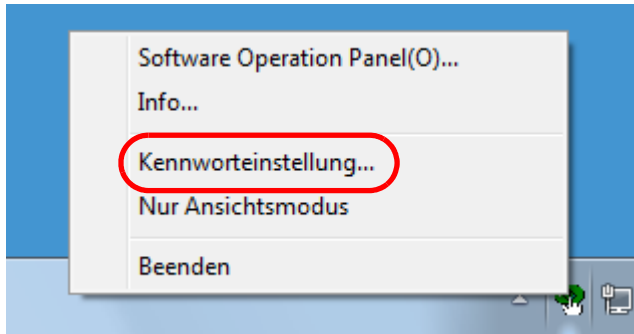 Software Operation Panel(O)...
Info...
Kennworteinstellung...
Nur Ansichtsmodus
Beenden